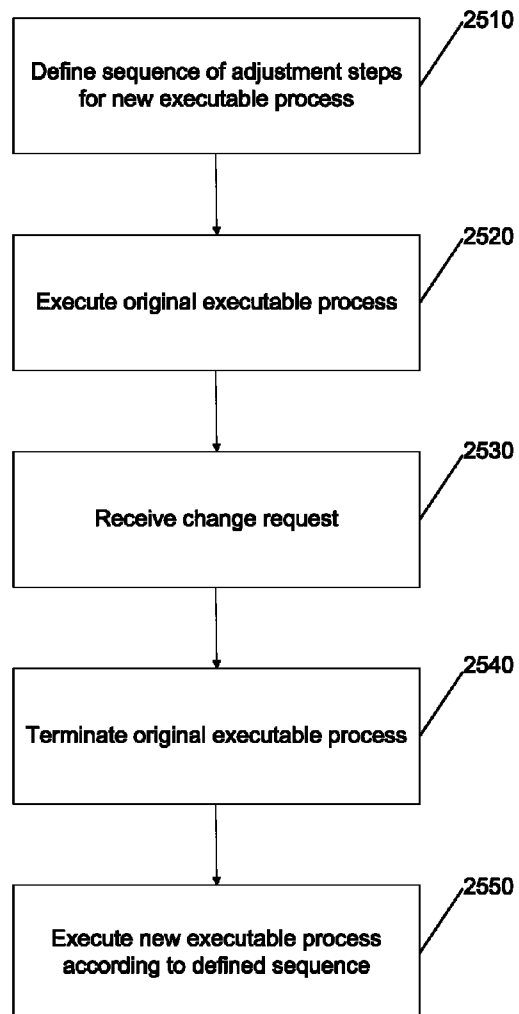 2510
Define sequence of adjustment steps
for new executable process
2520
Execute original executable process
2530
Receive change request
2540
Terminate original executable process
2550
Execute new executable process
according to defined sequence